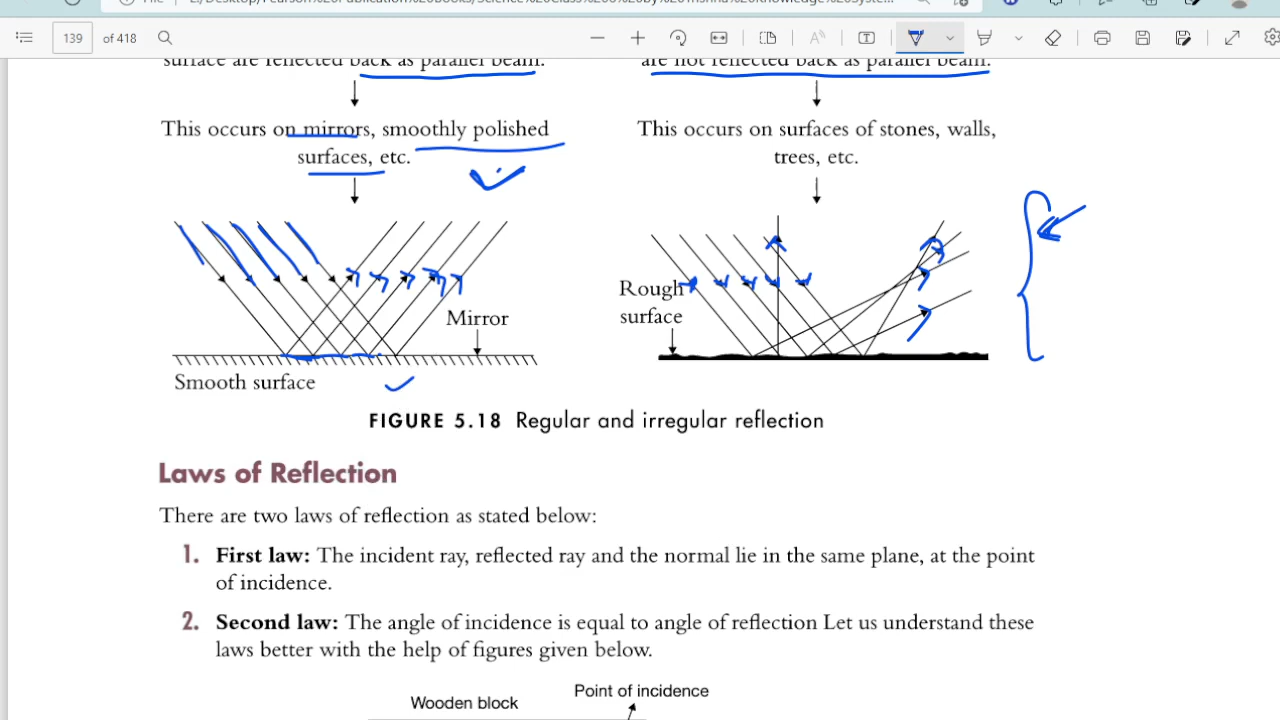 139 of 418
surface are reflected back as parallel beam.
are not reflected back as parallel beam.
This occurs on mirrors, smoothly polished
surfaces, etc.
This occurs on surfaces of stones, walls,
trees, etc.
Mirror
Smooth surface
Rough
surface
FIGURE 5.18 Regular and irregular reflection
Laws of Reflection
There are two laws of reflection as stated below:
1. First law: The incident ray, reflected ray and the normal lie in the same plane, at the point
of incidence.
2. Second law: The angle of incidence is equal to angle of reflection Let us understand these
laws better with the help of figures given below.
Wooden block
Point of incidence